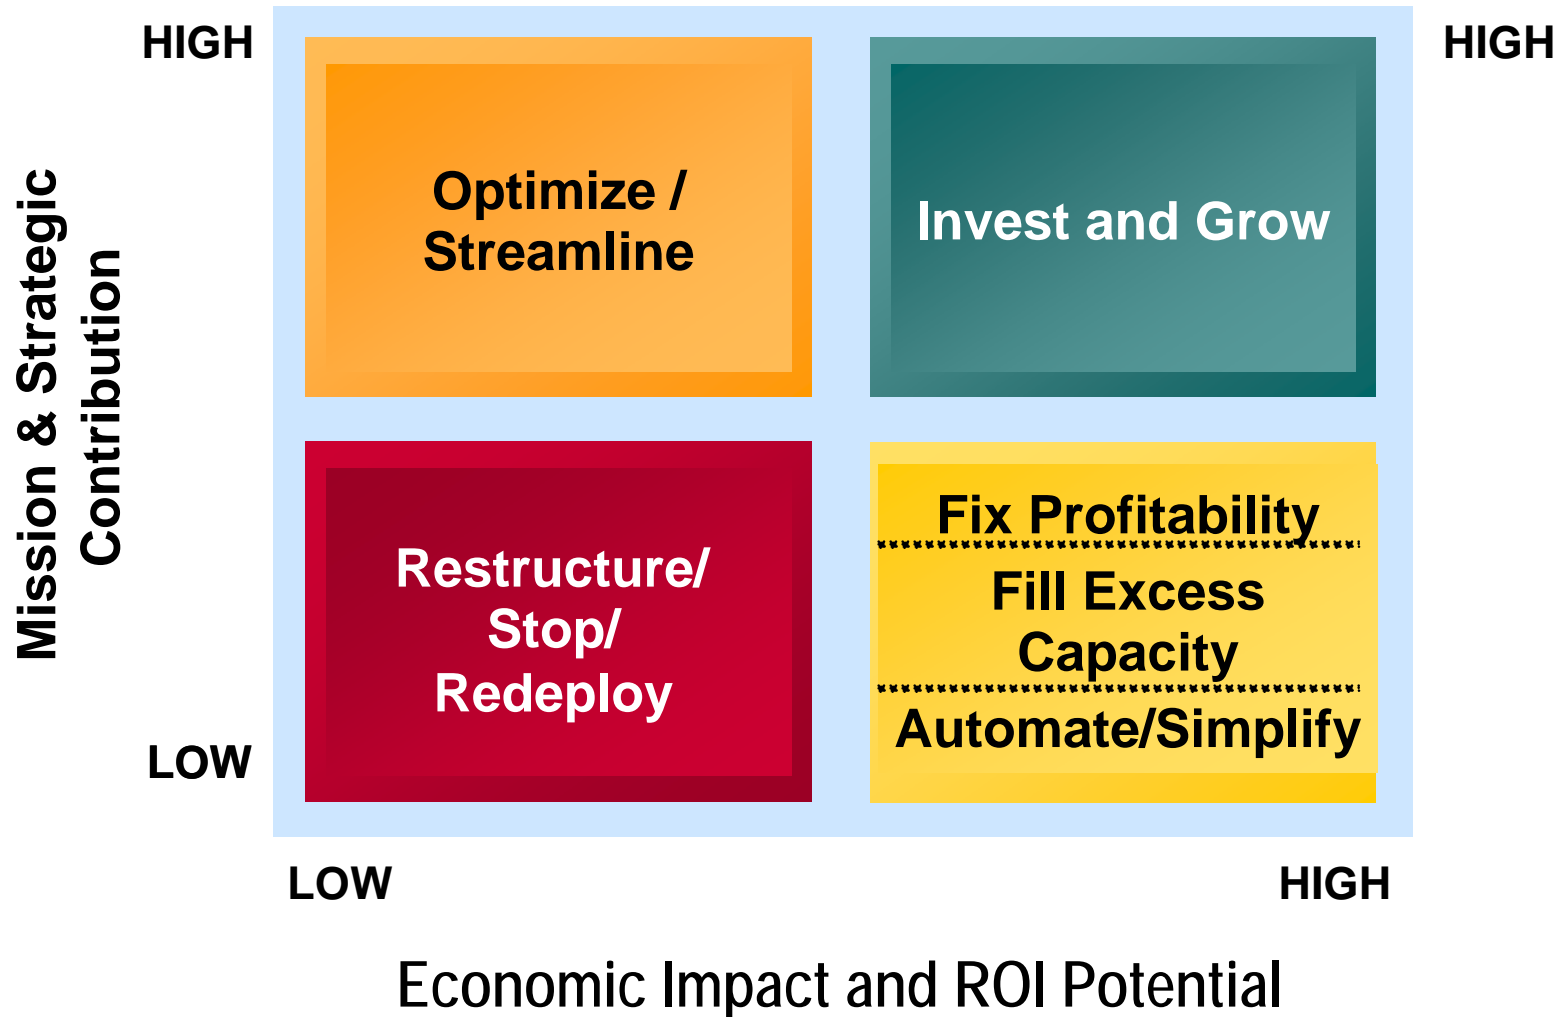 HIGH
HIGH
Mission & Strategic
Contribution
Optimize /
Streamline
Invest and Grow
Restructure/
Stop/
Redeploy
Fix Profitability
Fill Excess
Capacity
Automate/Simplify
LOW
LOW
HIGH
Economic Impact and ROI Potential